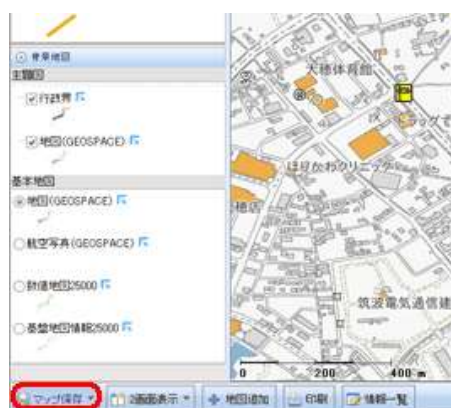 背景地図
主題図
行政界
地図(GEOSPACE)
基本地図
地図(GEOSPACE)
航空写真(GEOSPACE)
数値地図25000
基盤地図情報25000
大穂体育館
ほりかわクリニック
穂店
筑波電気通信建
0 200 400 m
マップ保存 2画面表示 地図追加 印刷 情報一覧